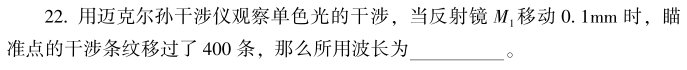 22. 用迈克尔孙干涉仪观察单色光的干涉，当反射镜 M₁移动 0. 1mm 时，瞄
准点的干涉条纹移过了 400 条，那么所用波长为__________。